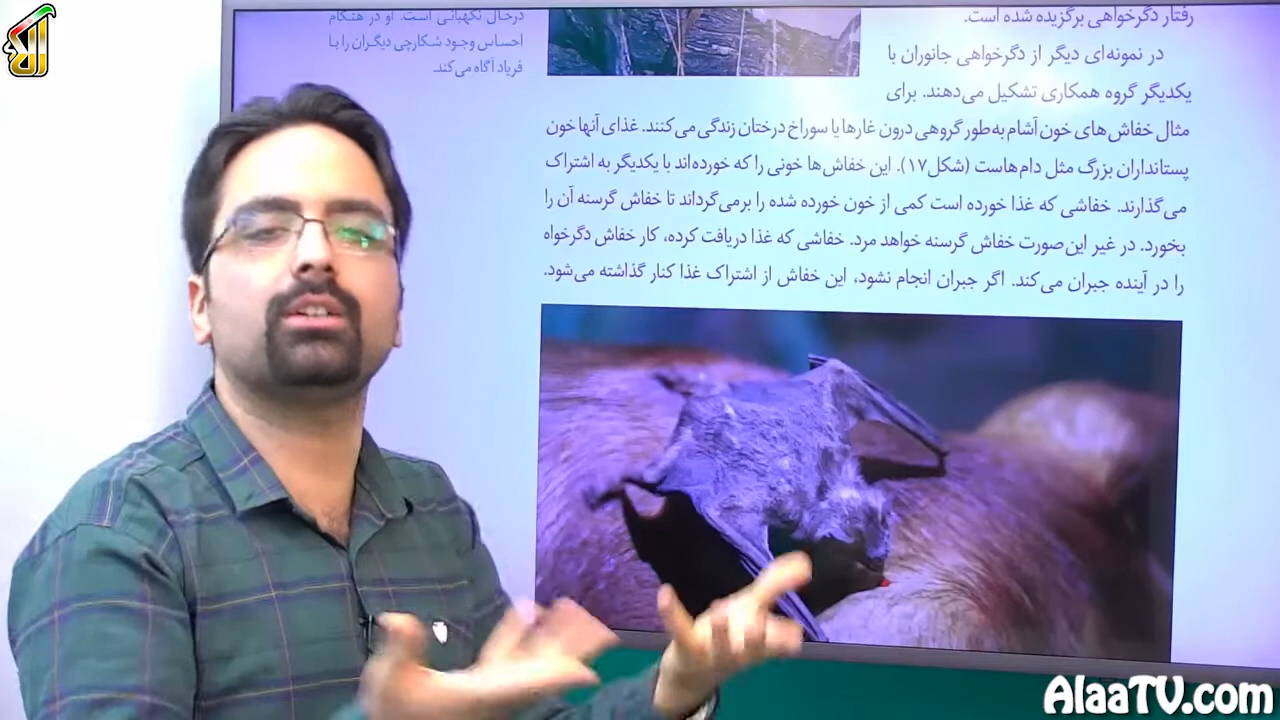 رفتار دگرخواهی برگزیده شده است.
در نمونه‌ای دیگر از دگرخواهی جانوران با
یکدیگر گروه همکاری تشکیل می‌دهند. برای
مثال خفاش‌های خون آشام به‌طور گروهی درون غارها یا سوراخ درختان زندگی می‌کنند. غذای آنها خون
پستانداران بزرگ مثل دام‌هاست (شکل۱۷). این خفاش‌ها خونی را که خورده‌اند با یکدیگر به اشتراک
می‌گذارند. خفاشی که غذا خورده است کمی از خون خورده شده را برمی‌گرداند تا خفاش گرسنه آن را
بخورد. در غیر این‌صورت خفاش گرسنه خواهد مرد. خفاشی که غذا دریافت کرده، کار خفاش دگرخواه
را در آینده جبران می‌کند. اگر جبران انجام نشود، این خفاش از اشتراک غذا کنار گذاشته می‌شود.
درحال نگهبانی است. او در هنگام
احساس وجود شکارچی دیگران را با
فریاد آگاه می‌کند.
AlaaTV.com